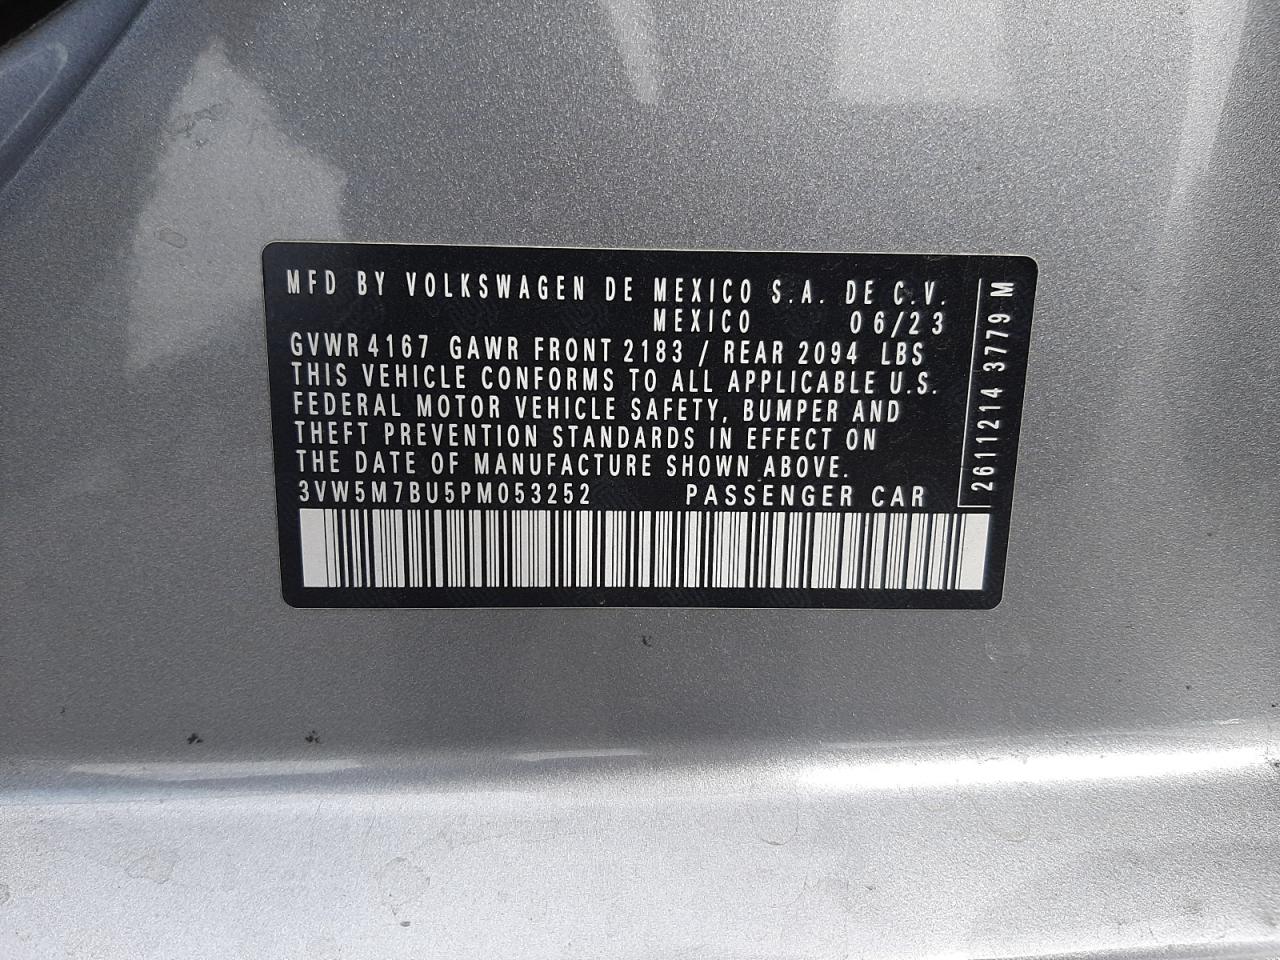 MFD BY VOLKSWAGEN DE MEXICO S.A. DE C.V.
MEXICO 06/23
GVWR 4167 GAWR FRONT 2183 / REAR 2094 LBS
THIS VEHICLE CONFORMS TO ALL APPLICABLE U.S.
FEDERAL MOTOR VEHICLE SAFETY, BUMPER AND
THEFT PREVENTION STANDARDS IN EFFECT ON
THE DATE OF MANUFACTURE SHOWN ABOVE.
3VW5M7BU5PM053252 PASSENGER CAR
2611214 3779 M